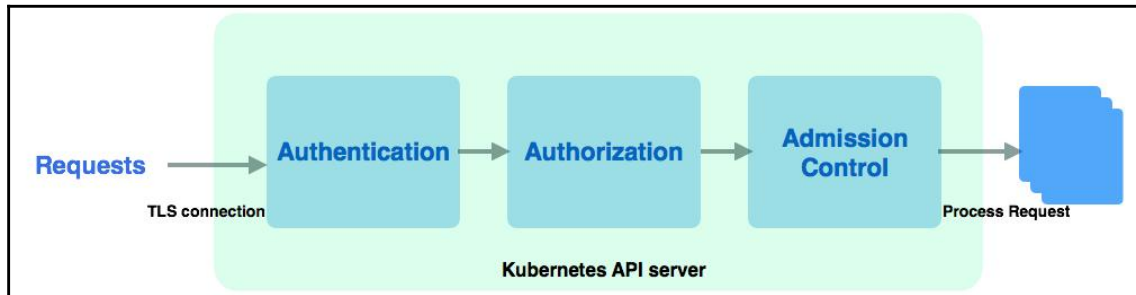 Requests
TLS connection
Authentication
Authorization
Admission
Control
Process Request
Kubernetes API server